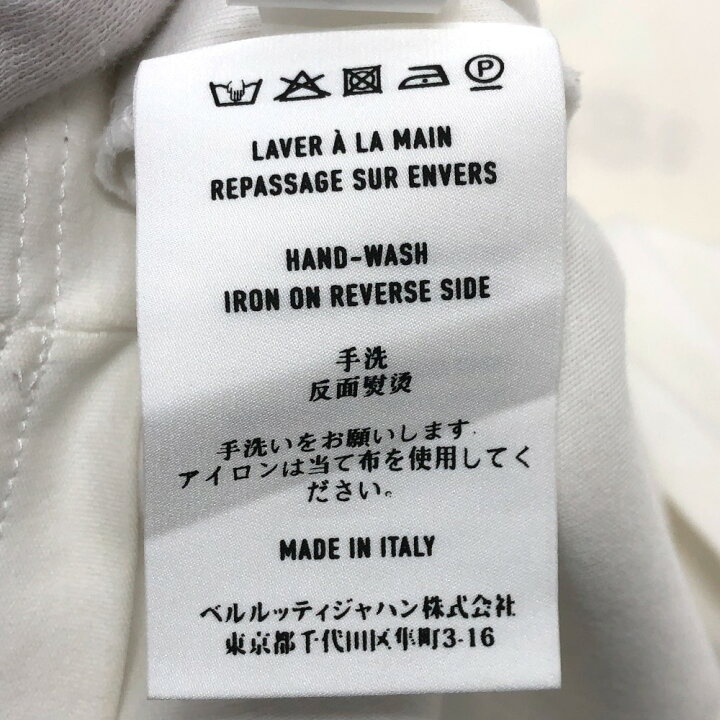 P
LAVER À LA MAIN
REPASSAGE SUR ENVERS
HAND-WASH
IRON ON REVERSE SIDE
手洗
反面熨烫
手洗いをお願いします.
アイロンは当て布を使用してく
ださい。
MADE IN ITALY
ベルルッティジャハン株式会社
東京都千代田区隼町3-16